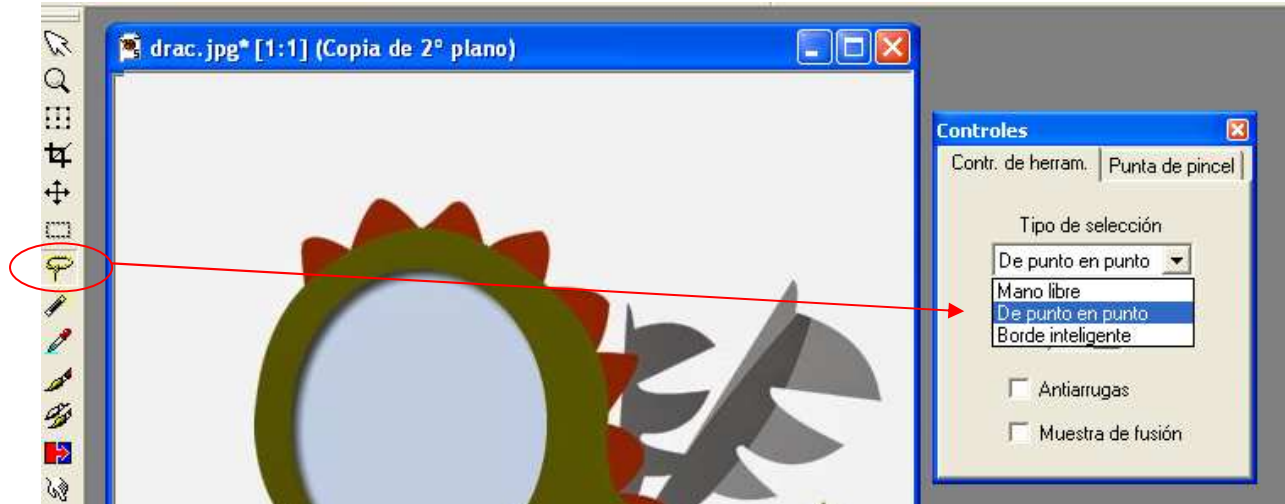 drac.jpg* [1:1] (Copia de 2º plano)
Controles
Contr. de herram.
Punta de pincel
Tipo de selección
De punto en punto
Mano libre
De punto en punto
Borde inteligente
Antiarrugas
Muestra de fusión